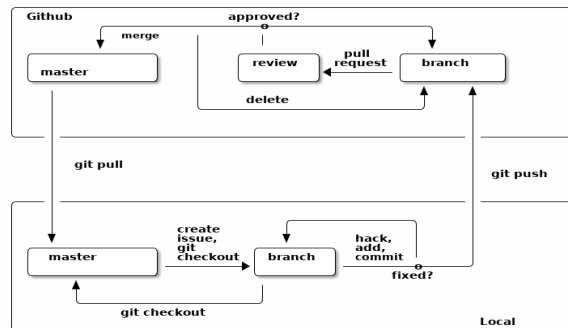 Github
approved?
merge
master
review
pull
request
branch
delete
git pull
git push
master
create
issue,
git
checkout
branch
hack,
add,
commit
fixed?
git checkout
Local